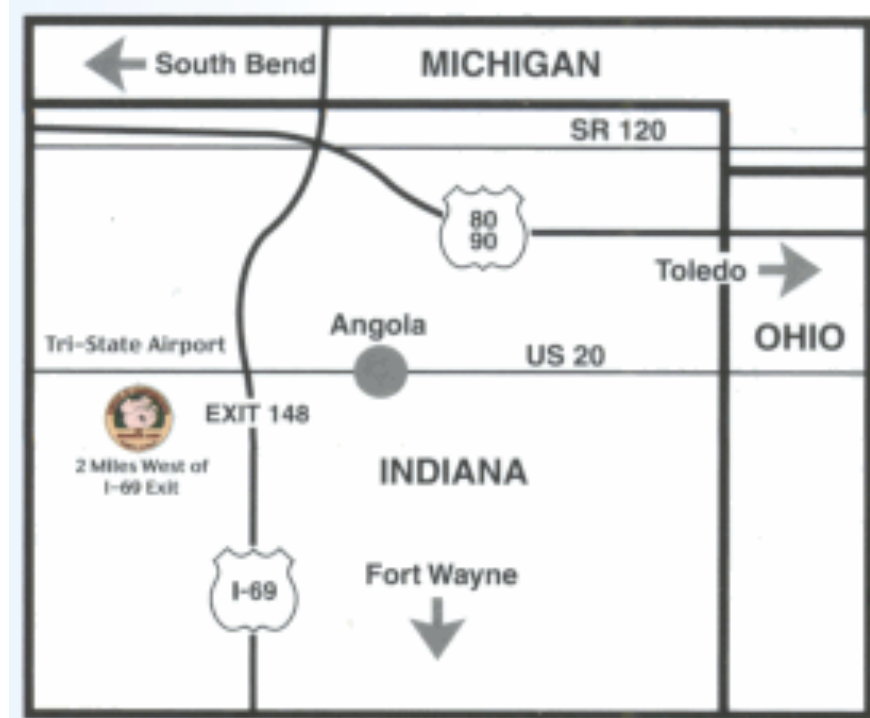 South Bend
MICHIGAN
SR 120
80
90
Toledo
Angola
OHIO
Tri-State Airport
US 20
EXIT 148
2 Miles West of
I-69 Exit
INDIANA
Fort Wayne
I-69